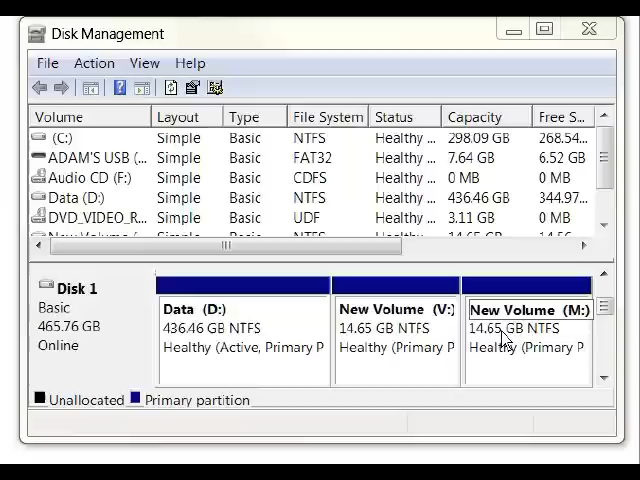 Disk Management
File Action View Help
Volume Layout Type File System Status Capacity Free S...
(C:) Simple Basic NTFS Healthy ... 298.09 GB 268.54...
ADAM'S USB (... Simple Basic FAT32 Healthy ... 7.64 GB 6.52 GB
Audio CD (F:) Simple Basic CDFS Healthy ... 0 MB 0 MB
Data (D:) Simple Basic NTFS Healthy ... 436.46 GB 344.97...
DVD_VIDEO_R... Simple Basic UDF Healthy ... 3.11 GB 0 MB
Disk 1
Basic
465.76 GB
Online
Data (D:)
436.46 GB NTFS
Healthy (Active, Primary P
New Volume (V:)
14.65 GB NTFS
Healthy (Primary P
New Volume (M:)
14.65 GB NTFS
Healthy (Primary P
Unallocated Primary partition